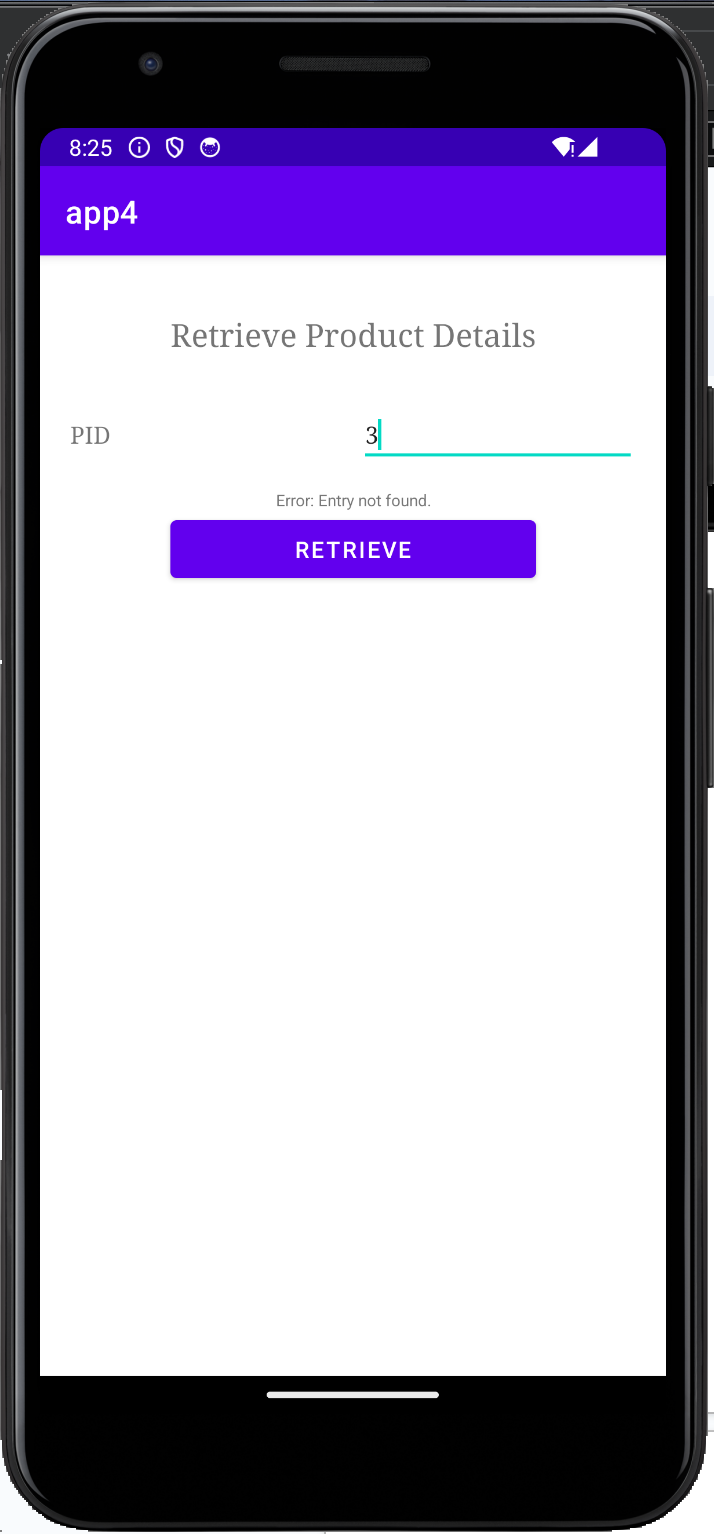 8:25
app4
Retrieve Product Details
PID 3
Error: Entry not found.
RETRIEVE